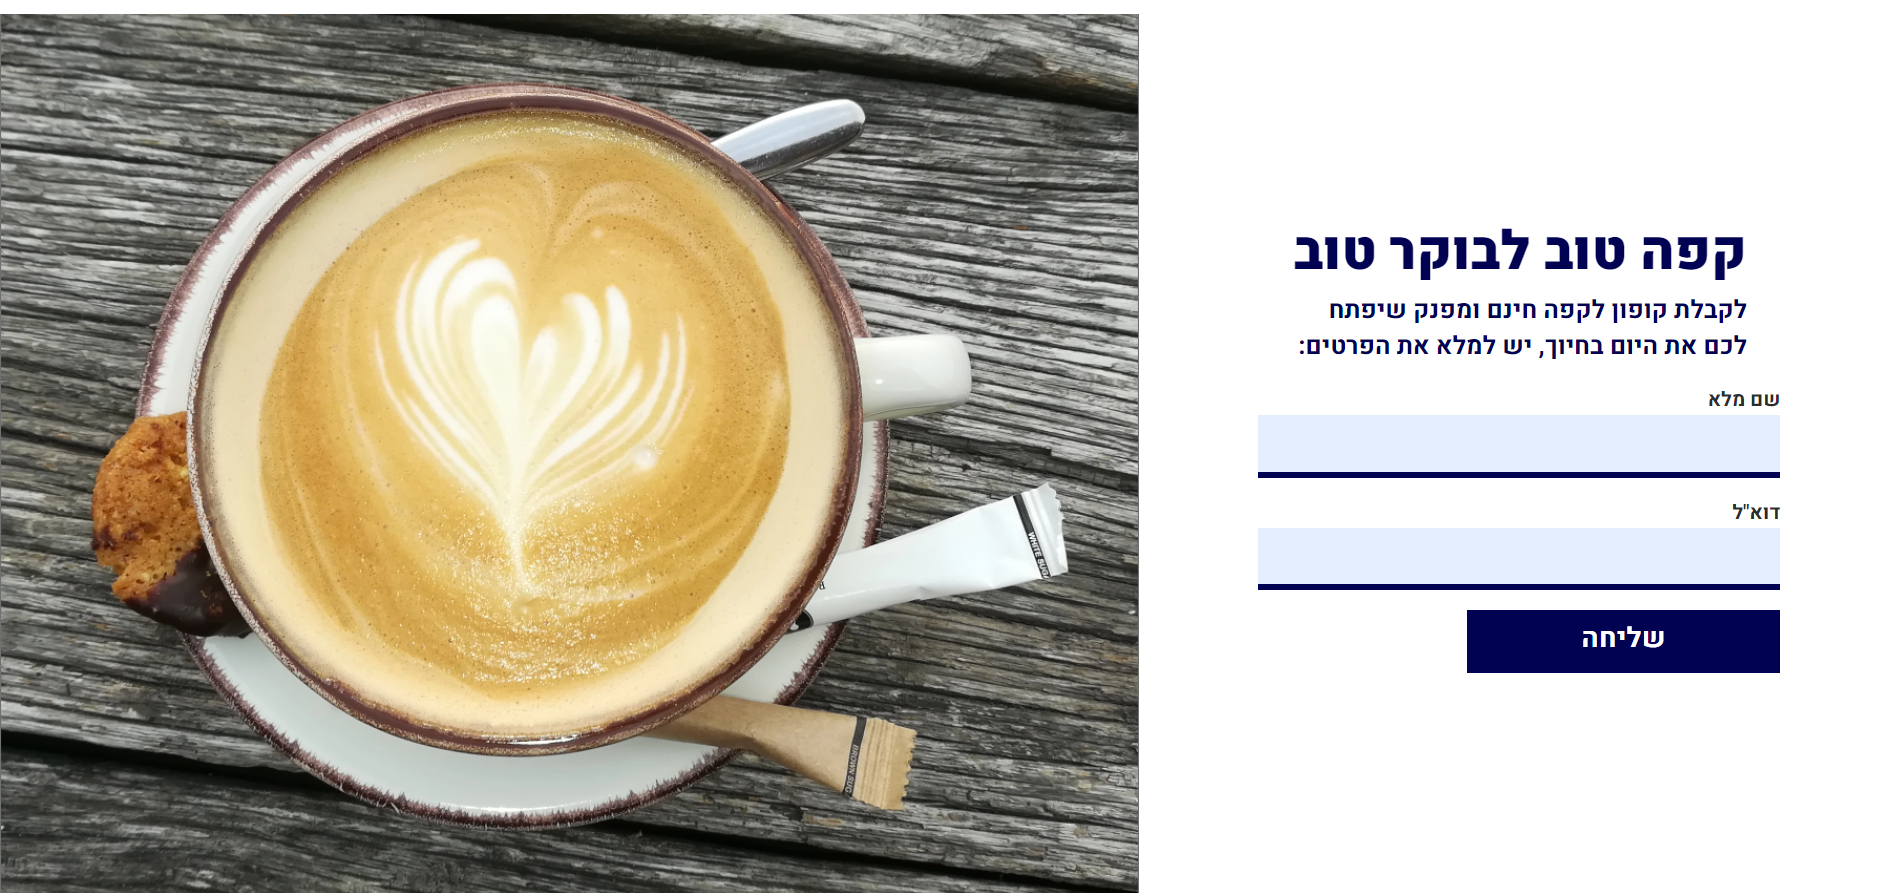 קפה טוב לבוקר טוב
לקבלת קופון לקפה חינם ומפנק שיפתח
לכם את היום בחיוך, יש למלא את הפרטים:
שם מלא
דוא"ל
שליחה
WHITE SUG
BROWN SUG